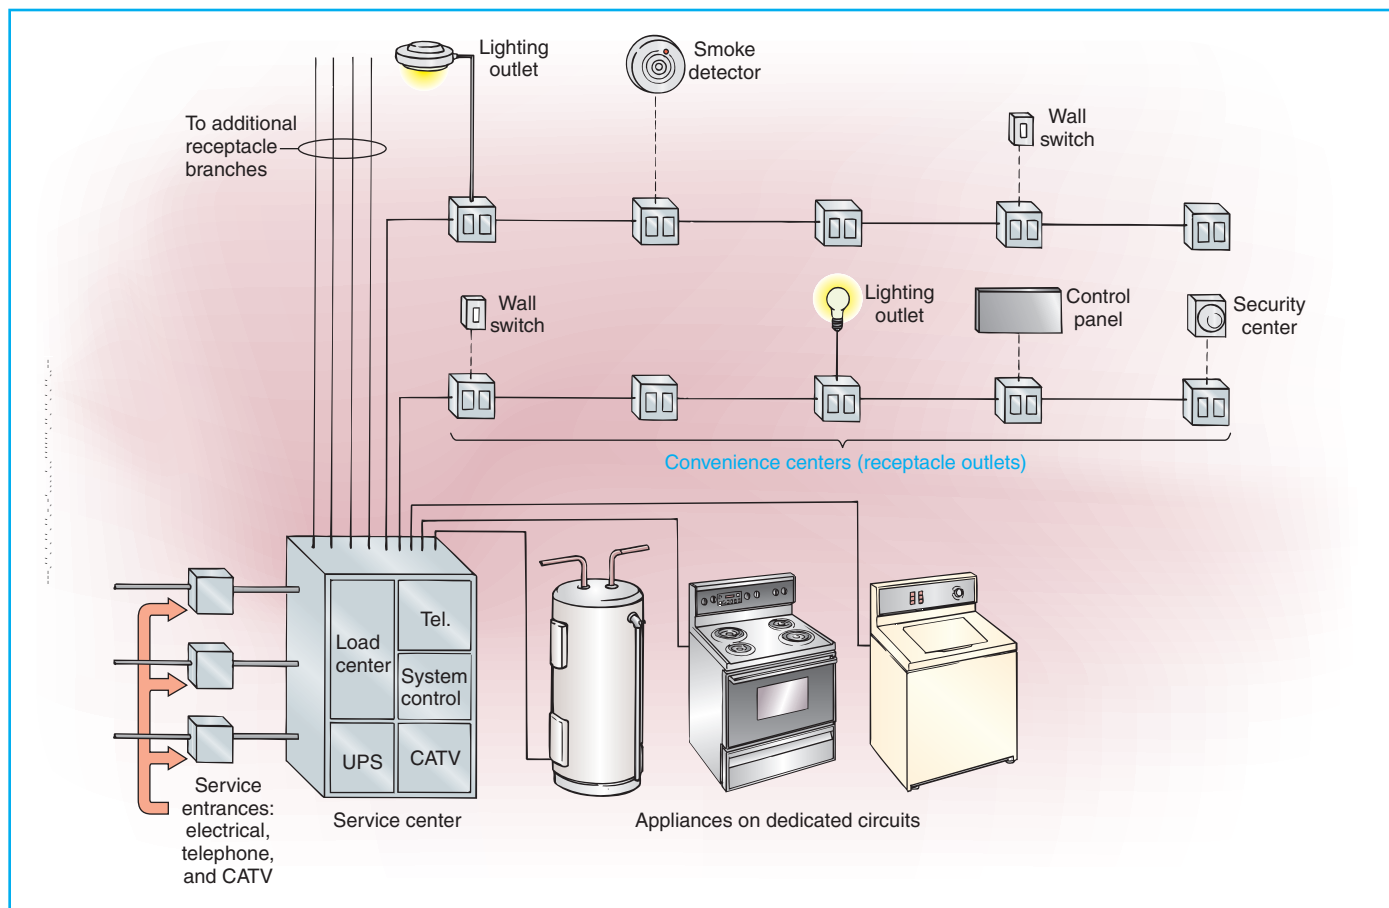 Lighting
outlet
Smoke
detector
Wall
switch
To additional
receptacle
branches
Wall
switch
Lighting
outlet
Control
panel
Security
center
Convenience centers (receptacle outlets)
Load
center
Tel.
System
control
UPS
CATV
Service
entrances:
electrical,
telephone,
and CATV
Service center
Appliances on dedicated circuits